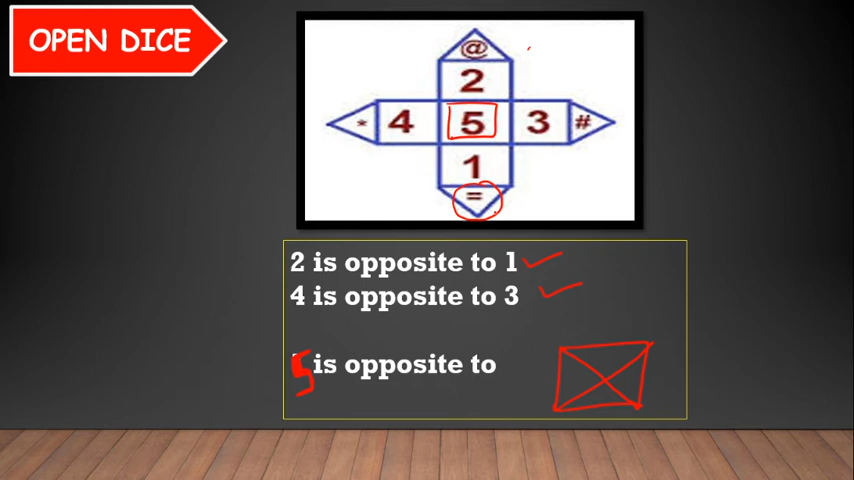 OPEN DICE
@
2
* 4 5 3 #
1
=
2 is opposite to 1
4 is opposite to 3
5 is opposite to